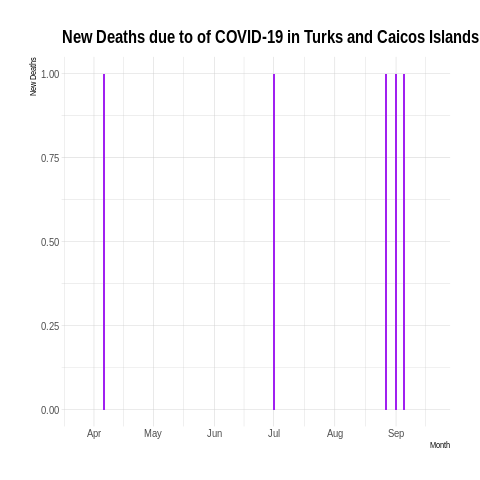 New Deaths due to of COVID-19 in Turks and Caicos Islands
New Deaths
1.00
0.75
0.50
0.25
0.00
Apr May Jun Jul Aug Sep
Month